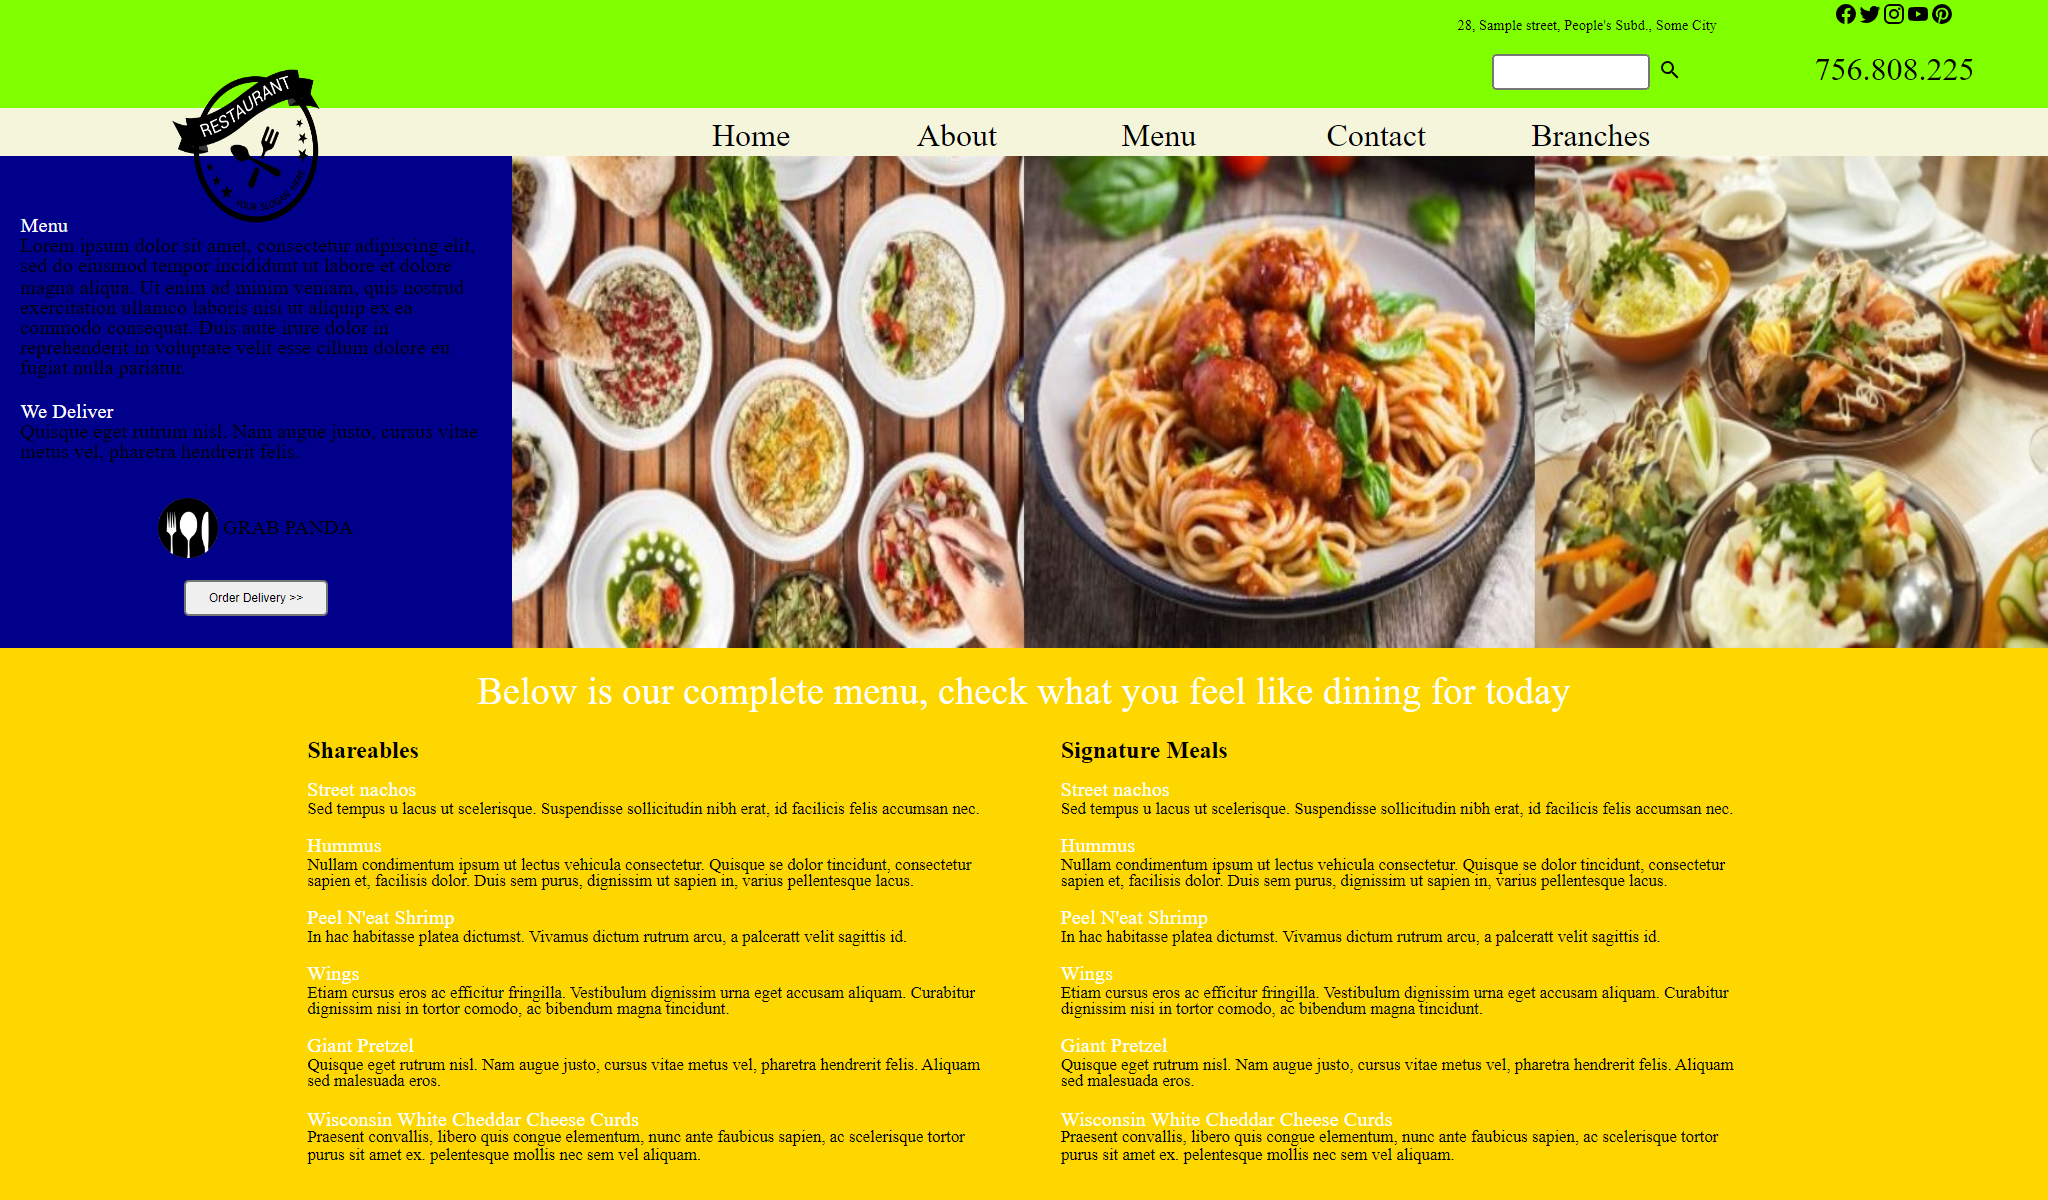 28, Sample street, People's Subd., Some City
756.808.225
RESTAURANT
Home
About
Menu
Contact
Branches
Menu
Lorem ipsum dolor sit amet, consectetur adipiscing elit,
sed do eiusmod tempor incididunt ut labore et dolore
magna aliqua. Ut enim ad minim veniam, quis nostrud
exercitation ullamco laboris nisi ut aliquip ex ea
commodo consequat. Duis aute irure dolor in
reprehenderit in voluptate velit esse cillum dolore eu
fugiat nulla pariatur.
We Deliver
Quisque eget rutrum nisl. Nam augue justo, cursus vitae
metus vel, pharetra hendrerit felis.
GRAB PANDA
Order Delivery >>
Below is our complete menu, check what you feel like dining for today
Shareables
Street nachos
Sed tempus u lacus ut scelerisque. Suspendisse sollicitudin nibh erat, id facilicis felis accumsan nec.
Hummus
Nullam condimentum ipsum ut lectus vehicula consectetur. Quisque se dolor tincidunt, consectetur
sapien et, facilisis dolor. Duis sem purus, dignissim ut sapien in, varius pellentesque lacus.
Peel N'eat Shrimp
In hac habitasse platea dictumst. Vivamus dictum rutrum arcu, a palceratt velit sagittis id.
Wings
Etiam cursus eros ac efficitur fringilla. Vestibulum dignissim urna eget accusam aliquam. Curabitur
dignissim nisi in tortor comodo, ac bibendum magna tincidunt.
Giant Pretzel
Quisque eget rutrum nisl. Nam augue justo, cursus vitae metus vel, pharetra hendrerit felis. Aliquam
sed malesuada eros.
Wisconsin White Cheddar Cheese Curds
Praesent convallis, libero quis congue elementum, nunc ante faubicus sapien, ac scelerisque tortor
purus sit amet ex. pelentesque mollis nec sem vel aliquam.
Signature Meals
Street nachos
Sed tempus u lacus ut scelerisque. Suspendisse sollicitudin nibh erat, id facilicis felis accumsan nec.
Hummus
Nullam condimentum ipsum ut lectus vehicula consectetur. Quisque se dolor tincidunt, consectetur
sapien et, facilisis dolor. Duis sem purus, dignissim ut sapien in, varius pellentesque lacus.
Peel N'eat Shrimp
In hac habitasse platea dictumst. Vivamus dictum rutrum arcu, a palceratt velit sagittis id.
Wings
Etiam cursus eros ac efficitur fringilla. Vestibulum dignissim urna eget accusam aliquam. Curabitur
dignissim nisi in tortor comodo, ac bibendum magna tincidunt.
Giant Pretzel
Quisque eget rutrum nisl. Nam augue justo, cursus vitae metus vel, pharetra hendrerit felis. Aliquam
sed malesuada eros.
Wisconsin White Cheddar Cheese Curds
Praesent convallis, libero quis congue elementum, nunc ante faubicus sapien, ac scelerisque tortor
purus sit amet ex. pelentesque mollis nec sem vel aliquam.